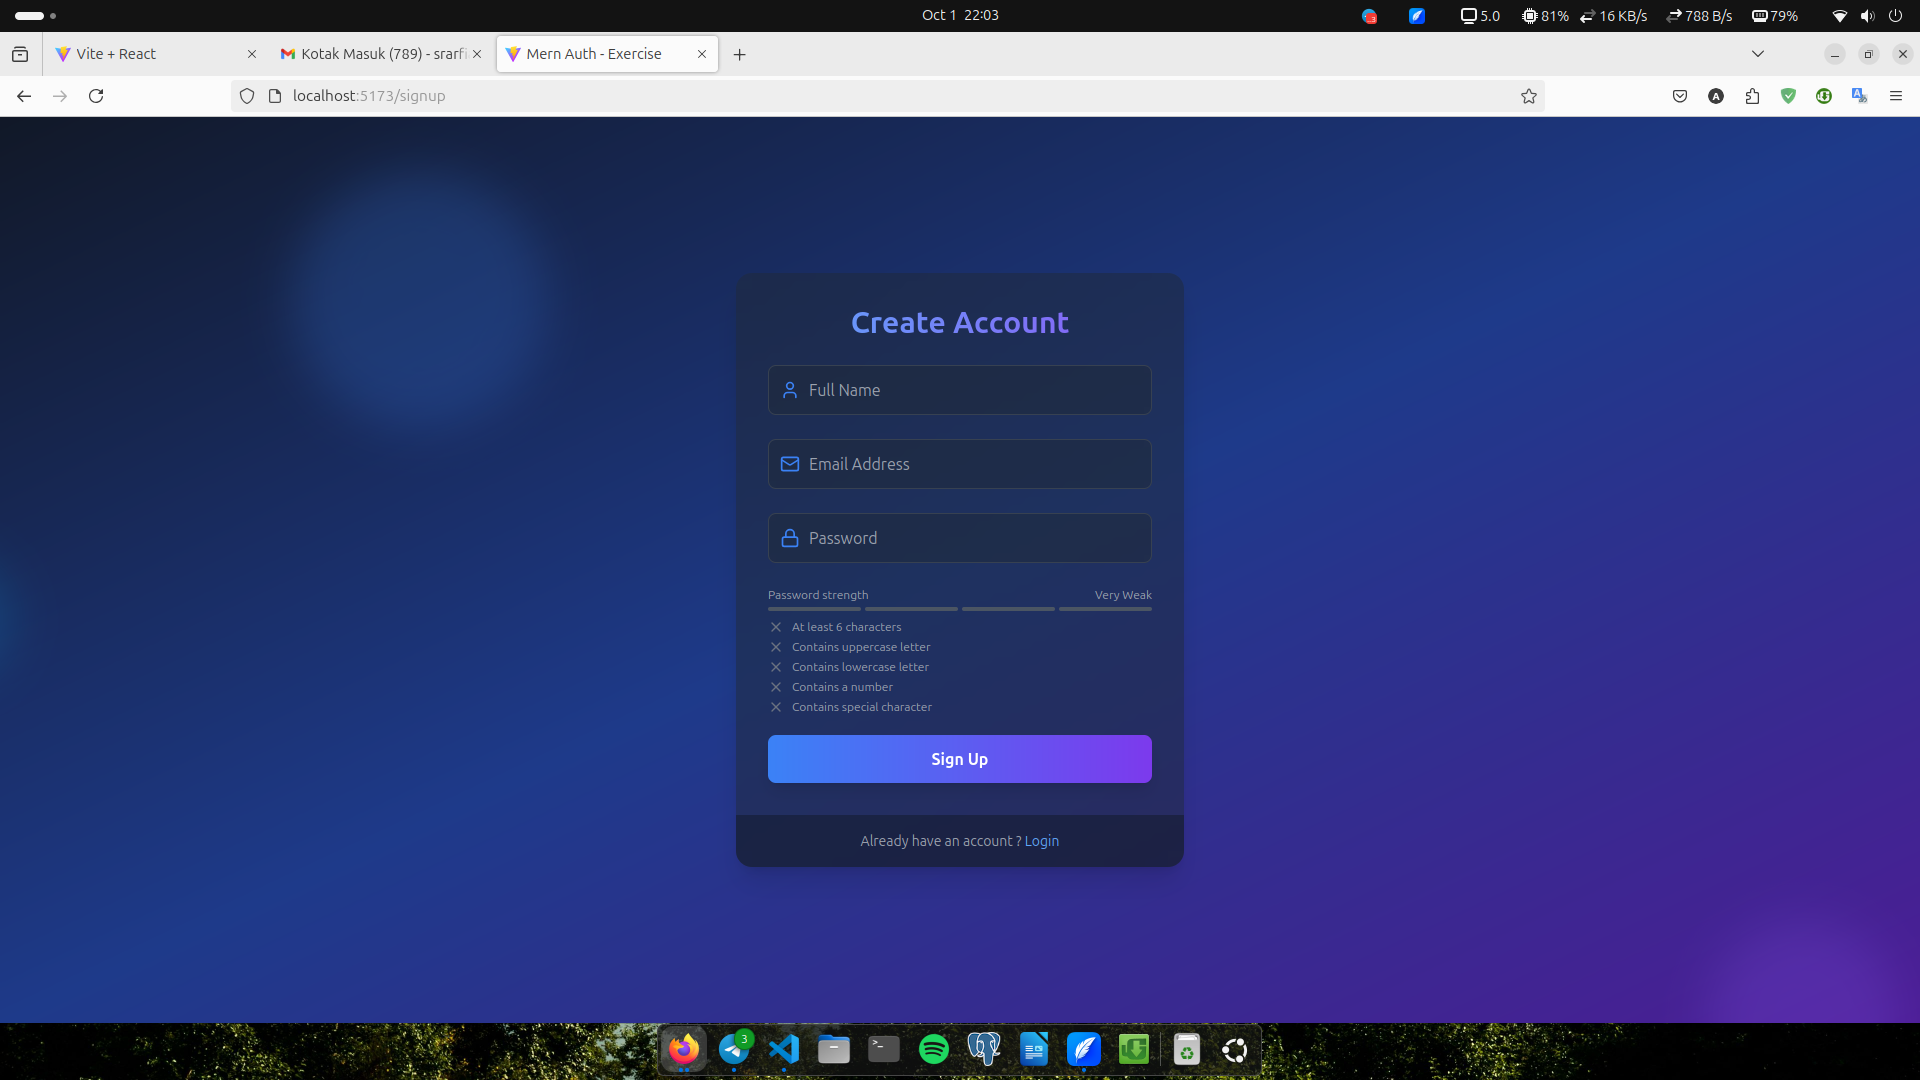 Oct 1 22:03
5.0 81% 16 KB/s 788 B/s 79%
Vite + React
Kotak Masuk (789) - srarfi
Mern Auth - Exercise
localhost:5173/signup
Create Account
Full Name
Email Address
Password
Password strength Very Weak
At least 6 characters
Contains uppercase letter
Contains lowercase letter
Contains a number
Contains special character
Sign Up
Already have an account ? Login
3